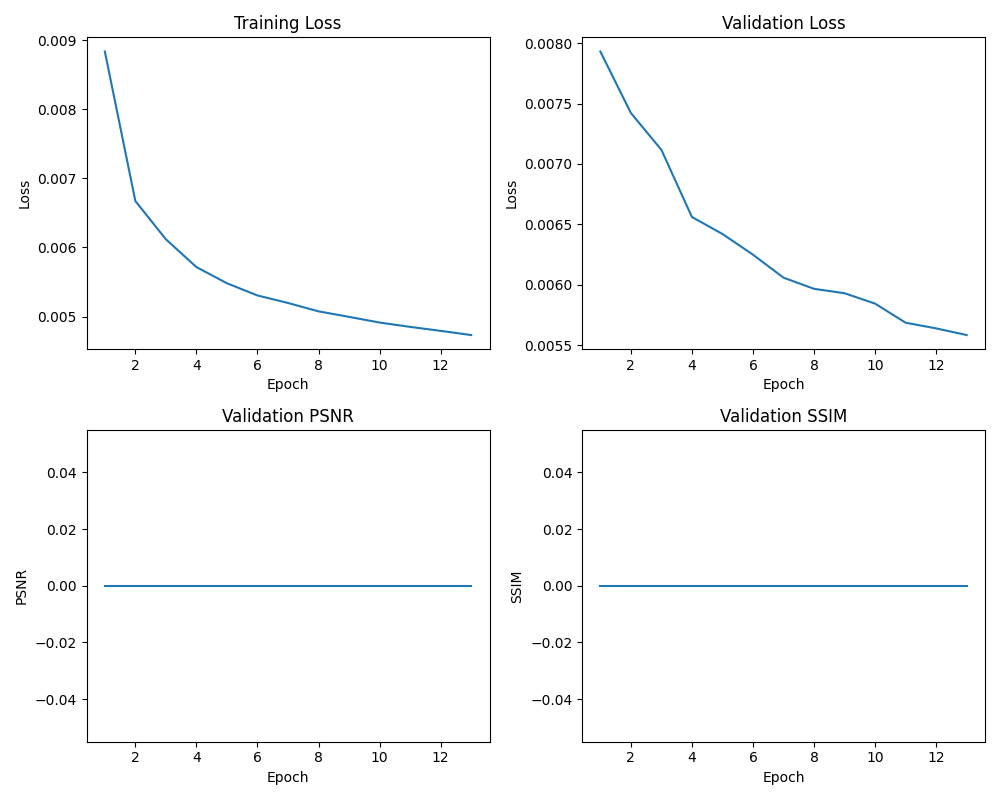 Training Loss
0.009
0.008
0.007
0.006
0.005
Loss
2 4 6 8 10 12
Epoch
Validation Loss
0.0080
0.0075
0.0070
0.0065
0.0060
0.0055
Loss
2 4 6 8 10 12
Epoch
Validation PSNR
0.04
0.02
0.00
−0.02
−0.04
PSNR
2 4 6 8 10 12
Epoch
Validation SSIM
0.04
0.02
0.00
−0.02
−0.04
SSIM
2 4 6 8 10 12
Epoch